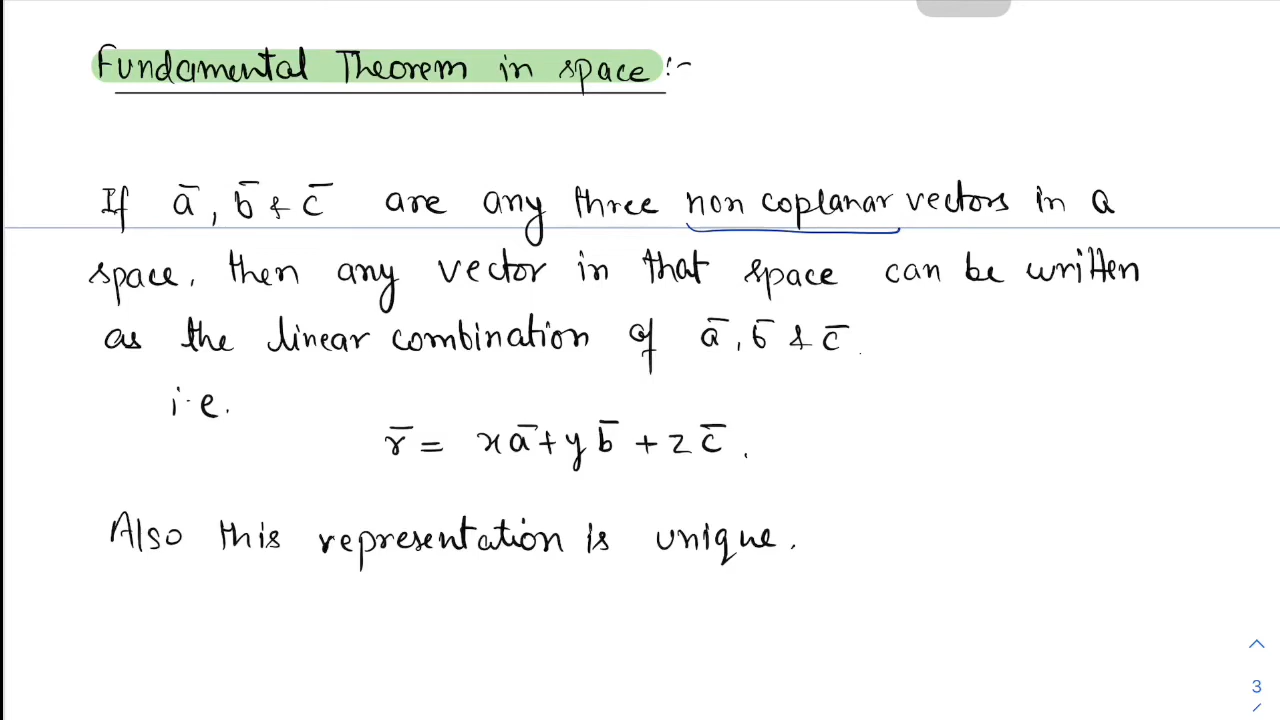 Fundamental Theorem in space :-
If a̅, b̅ & c̅ are any three non coplanar vectors in a
space, then any vector in that space can be written
as the linear combination of a̅, b̅ & c̅.
i.e.
r̅ = xa̅ + yb̅ + zc̅.
Also this representation is unique.
3